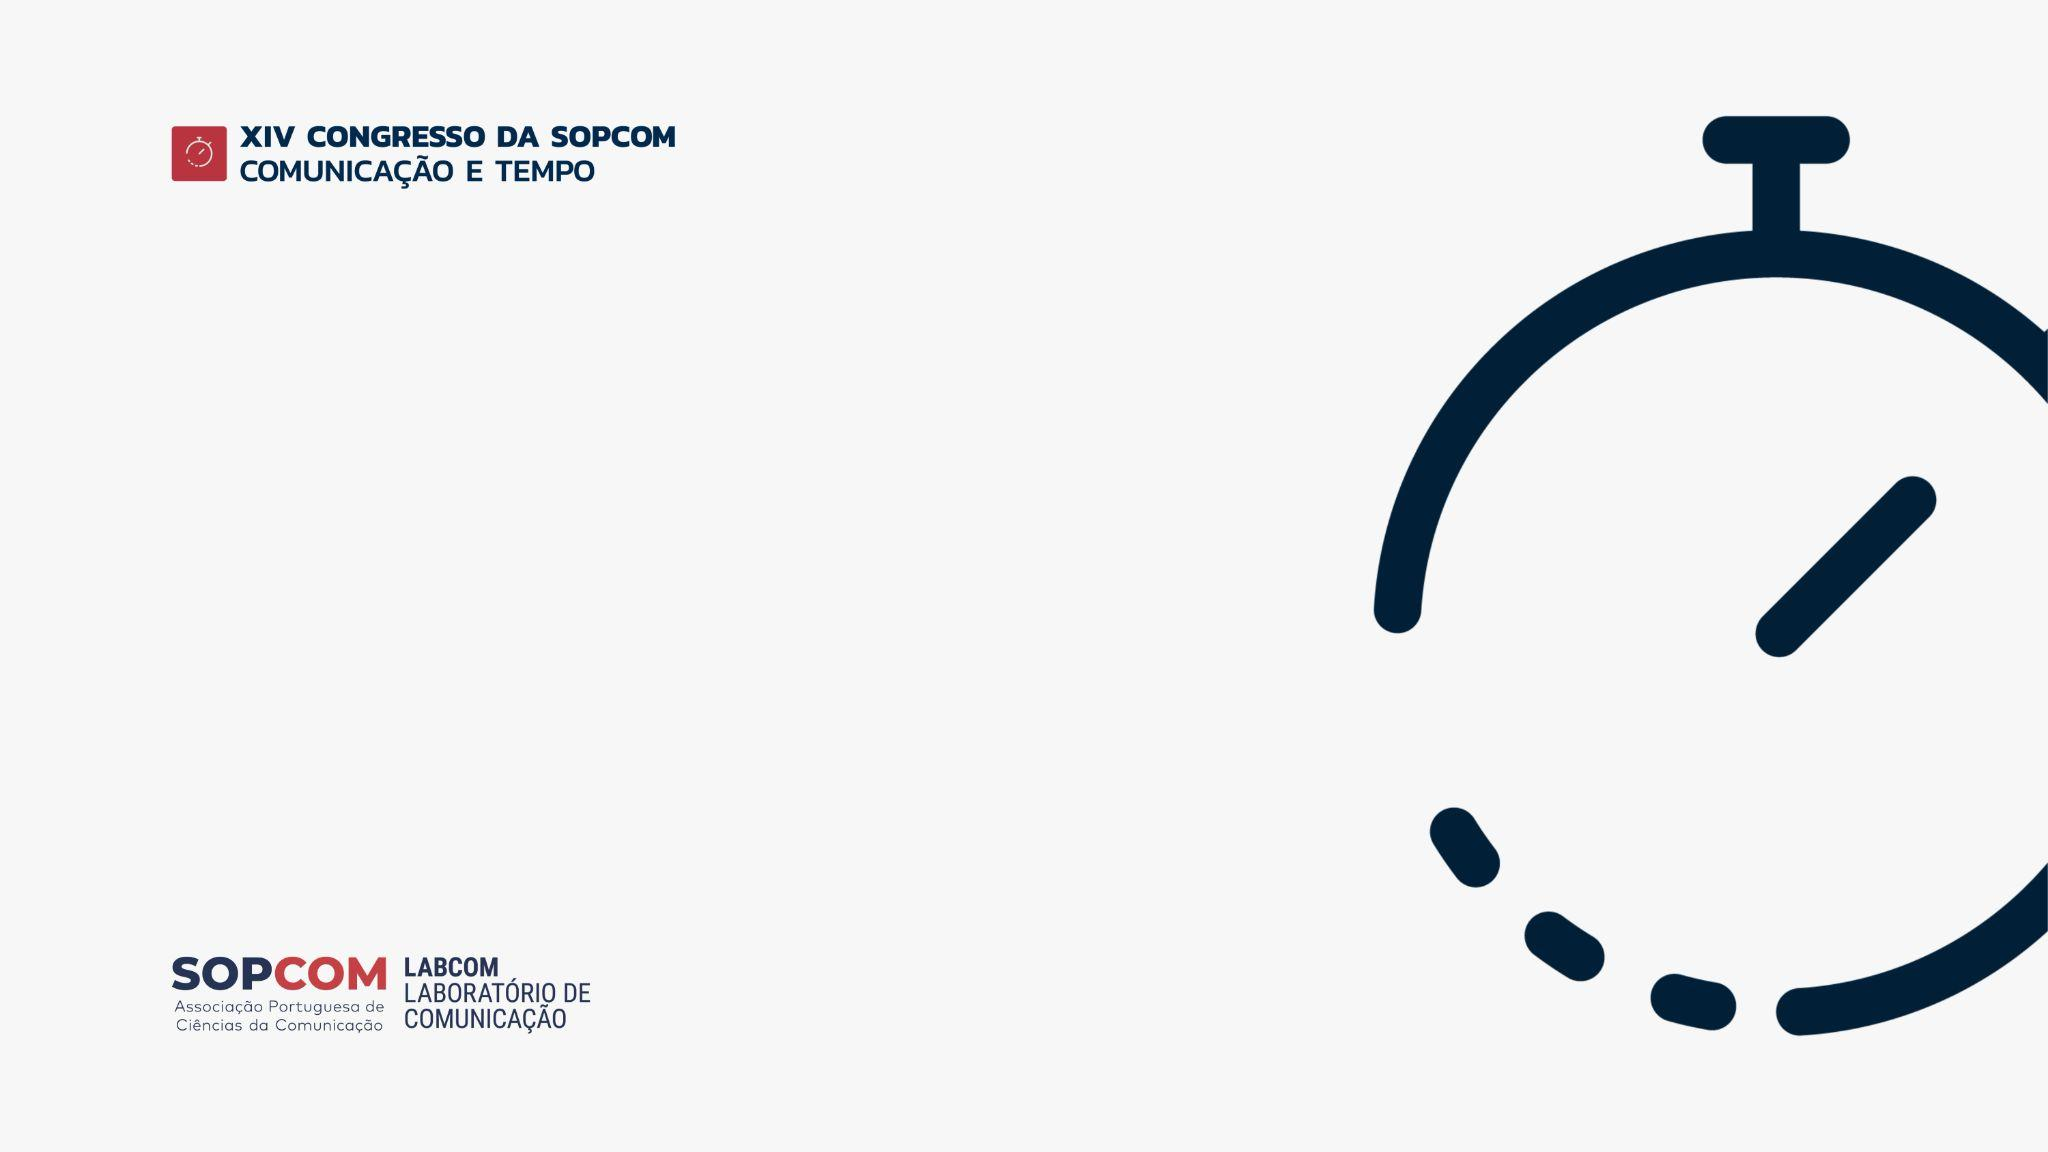 XIV CONGRESSO DA SOPCOM
COMUNICAÇÃO E TEMPO
SOPCOM
Associação Portuguesa de
Ciências da Comunicação
LABCOM
LABORATÓRIO DE
COMUNICAÇÃO